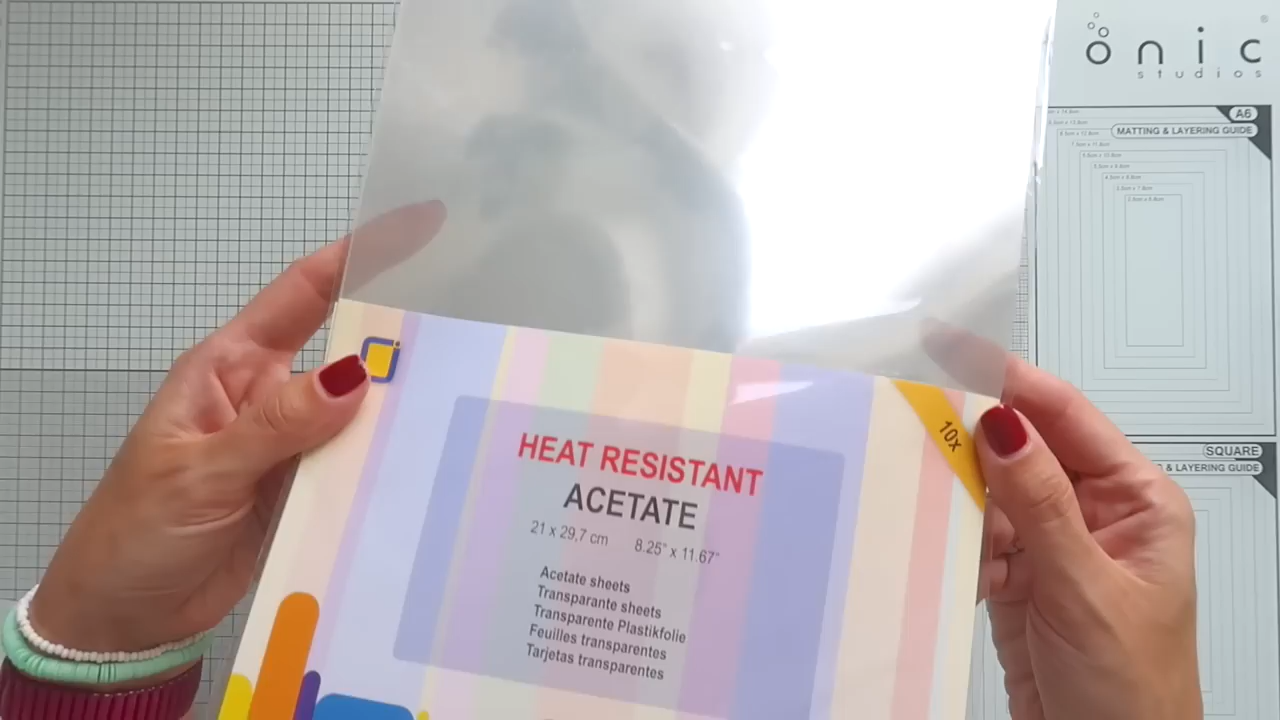 onic
studios
®
A6
MATTING & LAYERING GUIDE
SQUARE
& LAYERING GUIDE
10x
HEAT RESISTANT
ACETATE
21 x 29,7 cm 8.25" x 11.67"
Acetate sheets
Transparante sheets
Transparente Plastikfolie
Feuilles transparentes
Tarjetas transparentes